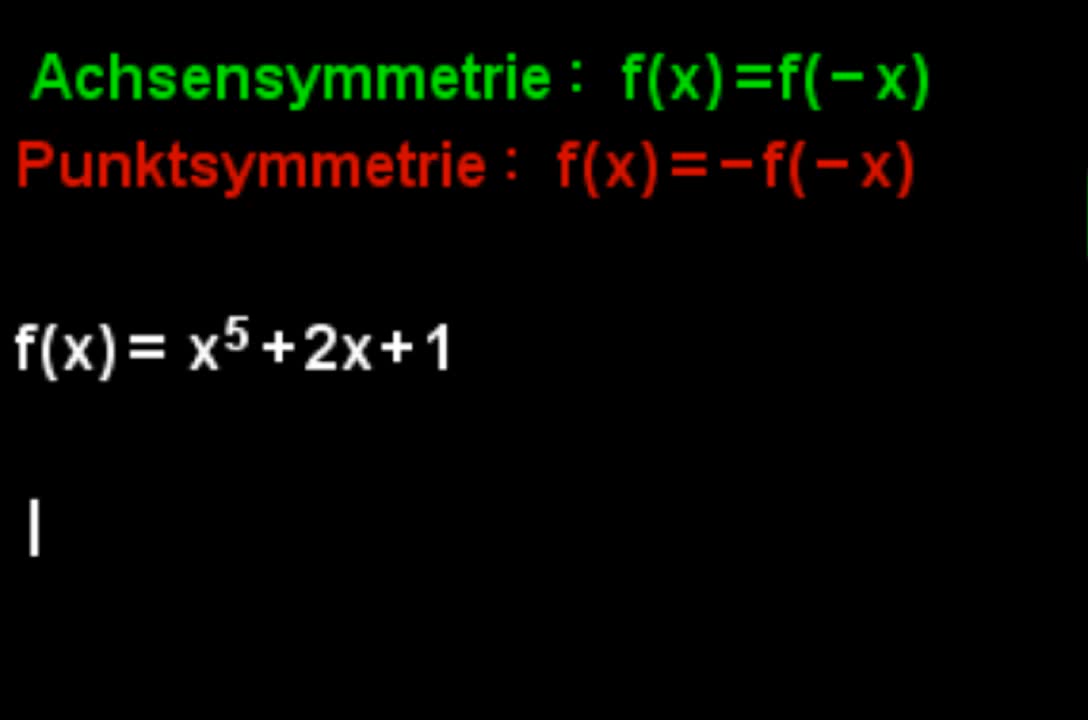 Achsensymmetrie : f(x)=f(-x)
Punktsymmetrie : f(x)=-f(-x)
f(x)= x⁵+2x+1